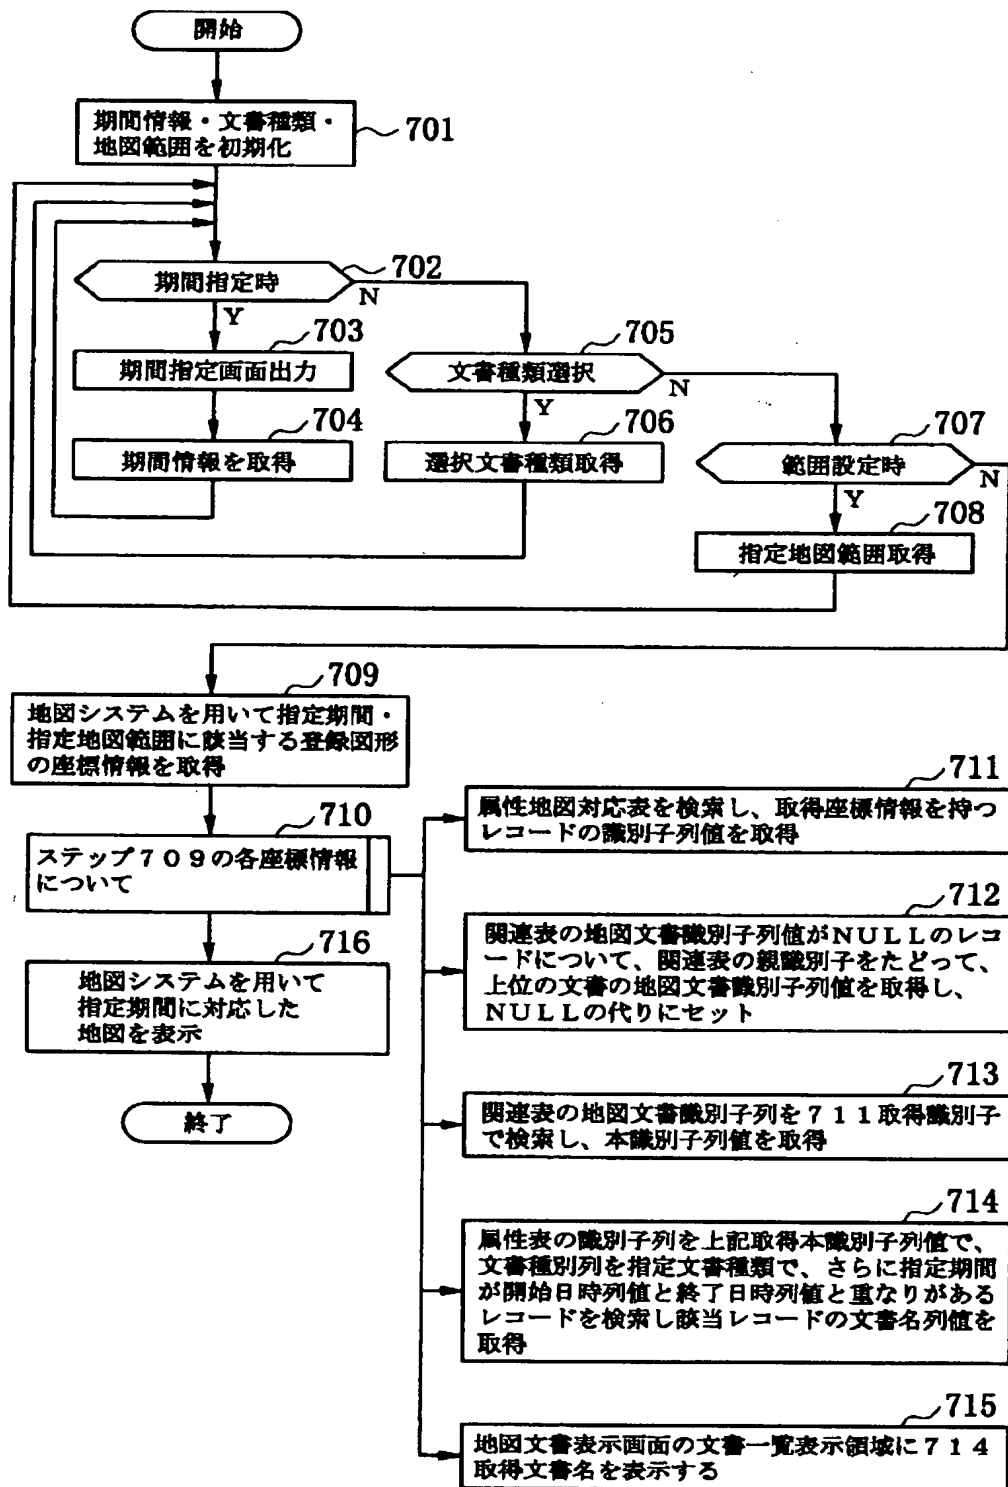 開始
期間情報・文書種類・
地図範囲を初期化
701
期間指定時
702
N
Y
703
期間指定画面出力
704
期間情報を取得
705
文書種類選択
N
Y
706
選択文書種類取得
707
範囲設定時
N
Y
708
指定地図範囲取得
709
地図システムを用いて指定期間・
指定地図範囲に該当する登録図形
の座標情報を取得
710
ステップ709の各座標情報
について
716
地図システムを用いて
指定期間に対応した
地図を表示
終了
711
属性地図対応表を検索し、取得座標情報を持つ
レコードの識別子列値を取得
712
関連表の地図文書識別子列値がNULLのレコ
ードについて、関連表の親識別子をたどって、
上位の文書の地図文書識別子列値を取得し、
NULLの代りにセット
713
関連表の地図文書識別子列を711取得識別子
で検索し、本識別子列値を取得
714
属性表の識別子列を上記取得本識別子列値で、
文書種別列を指定文書種類で、さらに指定期間
が開始日時列値と終了日時列値と重なりがある
レコードを検索し該当レコードの文書名列値を
取得
715
地図文書表示画面の文書一覧表示領域に714
取得文書名を表示する